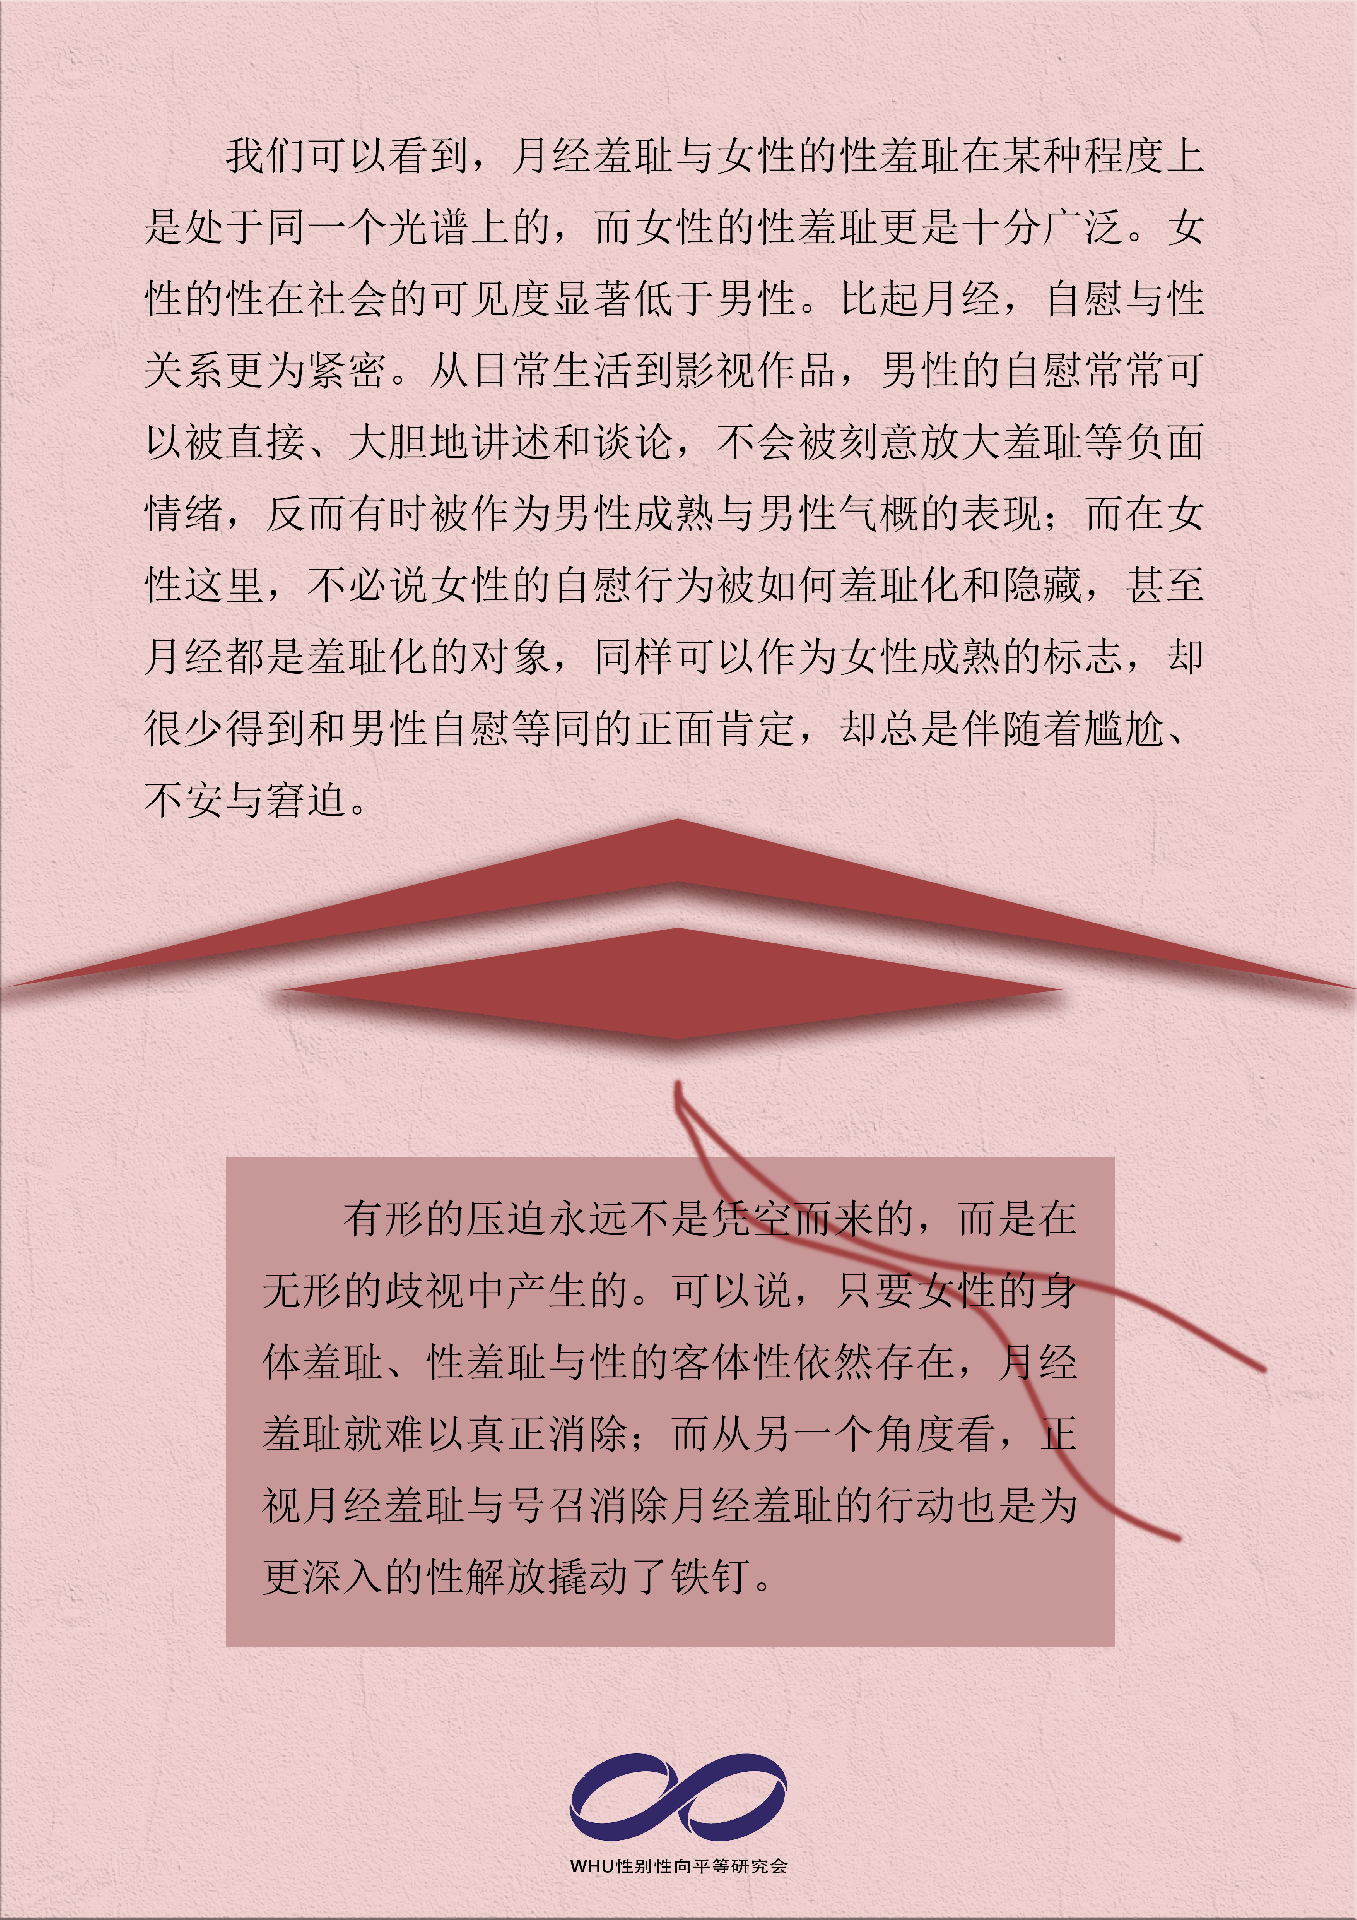 我们可以看到，月经羞耻与女性的性羞耻在某种程度上
是处于同一个光谱上的，而女性的性羞耻更是十分广泛。女
性的性在社会的可见度显著低于男性。比起月经，自慰与性
关系更为紧密。从日常生活到影视作品，男性的自慰常常可
以被直接、大胆地讲述和谈论，不会被刻意放大羞耻等负面
情绪，反而有时被作为男性成熟与男性气概的表现；而在女
性这里，不必说女性的自慰行为被如何羞耻化和隐藏，甚至
月经都是羞耻化的对象，同样可以作为女性成熟的标志，却
很少得到和男性自慰等同的正面肯定，却总是伴随着尴尬、
不安与窘迫。
有形的压迫永远不是凭空而来的，而是在
无形的歧视中产生的。可以说，只要女性的身
体羞耻、性羞耻与性的客体性依然存在，月经
羞耻就难以真正消除；而从另一个角度看，正
视月经羞耻与号召消除月经羞耻的行动也是为
更深入的性解放撬动了铁钉。
WHU性别性向平等研究会